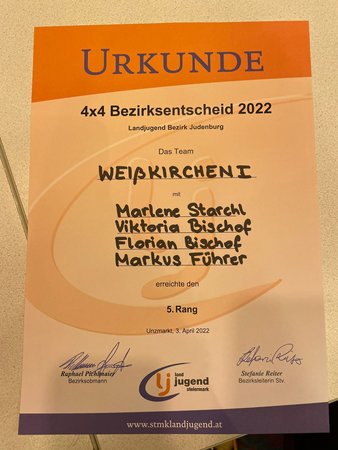 URKUNDE
4x4 Bezirksentscheid 2022
Landjugend Bezirk Judenburg
Das Team
WEIßKIRCHEN I
mit
Marlene Starchl
Viktoria Bischof
Florian Bischof
Markus Führer
erreichte den
5. Rang
Unzmarkt, 3. April 2022
Raphael Pichlmaier
Bezirksobmann
lj
land
jugend
steiermark
Stefanie Reiter
Bezirksleiterin Stv.
www.stmklandjugend.at